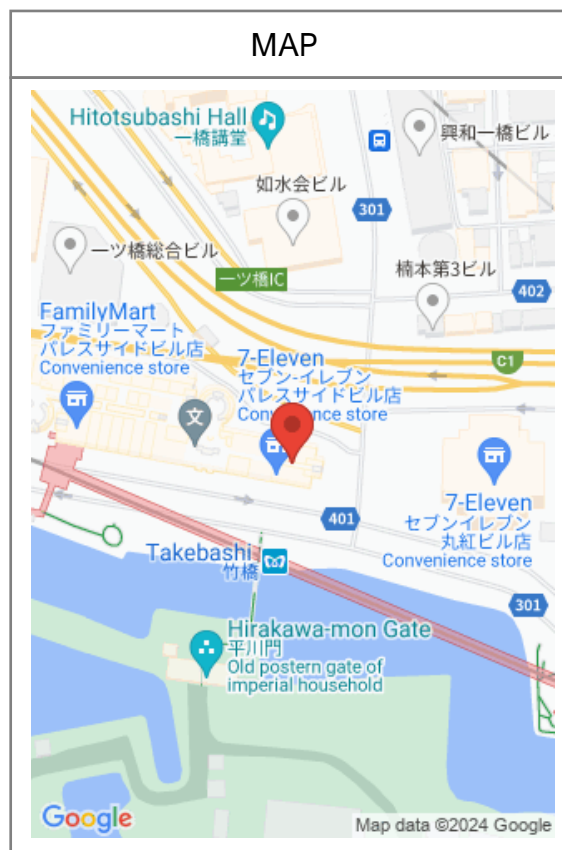 MAP
Hitotsubashi Hall
一橋講堂
興和一橋ビル
如水会ビル
301
一ツ橋総合ビル
一ツ橋IC
楠本第3ビル
402
FamilyMart
ファミリーマート
パレスサイドビル店
Convenience store
7-Eleven
セブン-イレブン
パレスサイドビル店
C1
文
7-Eleven
セブンイレブン
丸紅ビル店
Convenience store
401
Takebashi
竹橋
301
Hirakawa-mon Gate
平川門
Old postern gate of
imperial household
Google
Map data ©2024 Google